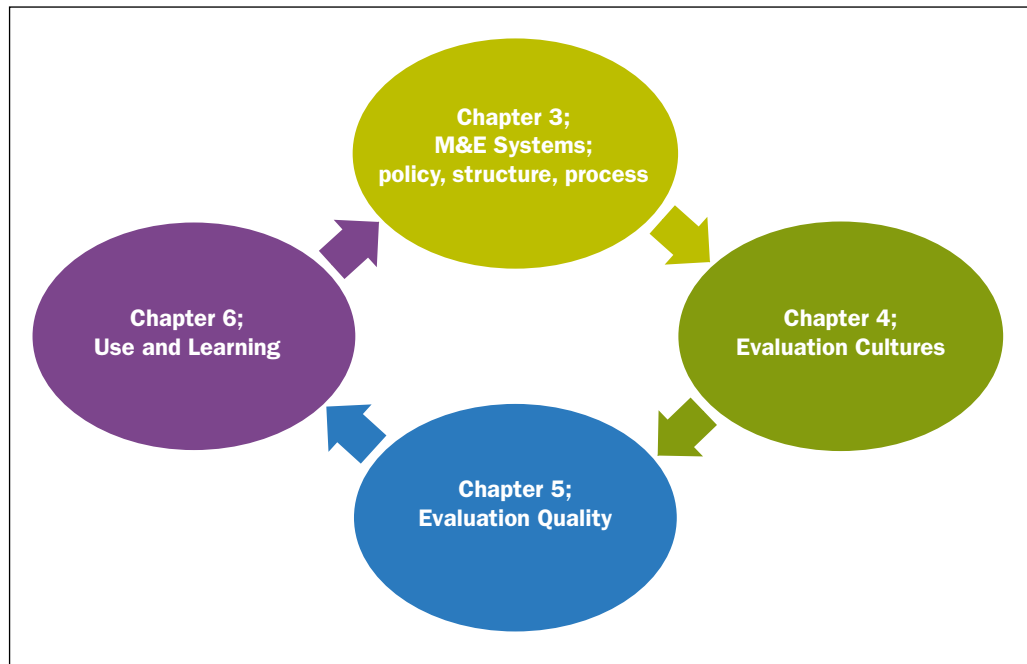 Chapter 3;
M&E Systems;
policy, structure, process
Chapter 4;
Evaluation Cultures
Chapter 5;
Evaluation Quality
Chapter 6;
Use and Learning